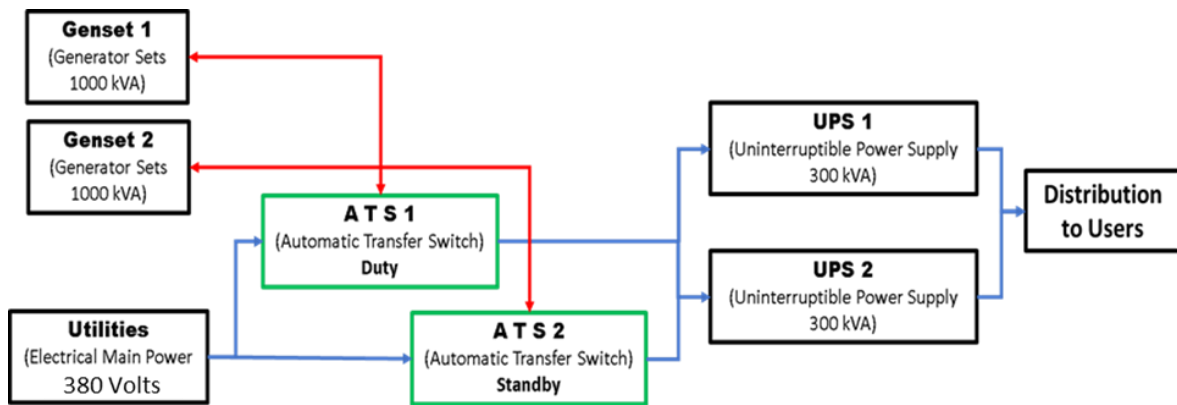 Genset 1
(Generator Sets
1000 kVA)
Genset 2
(Generator Sets
1000 kVA)
A T S 1
(Automatic Transfer Switch)
Duty
Utilities
(Electrical Main Power
380 Volts
A T S 2
(Automatic Transfer Switch)
Standby
UPS 1
(Uninterruptible Power Supply
300 kVA)
UPS 2
(Uninterruptible Power Supply
300 kVA)
Distribution
to Users